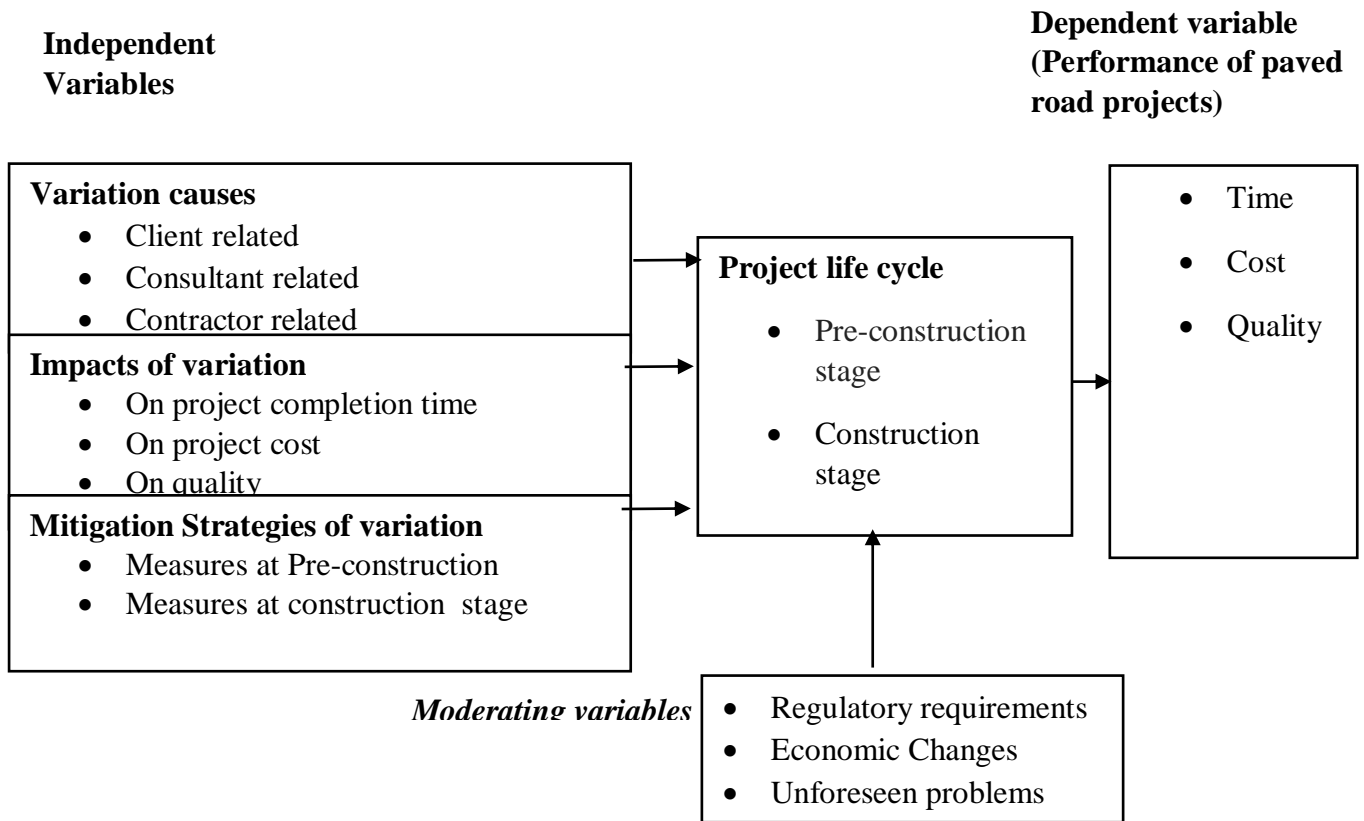 Independent
Variables
Dependent variable
(Performance of paved
road projects)
Variation causes
• Client related
• Consultant related
• Contractor related
Impacts of variation
• On project completion time
• On project cost
• On quality
Mitigation Strategies of variation
• Measures at Pre-construction
• Measures at construction stage
Project life cycle
• Pre-construction
stage
• Construction
stage
• Time
• Cost
• Quality
Moderating variables
• Regulatory requirements
• Economic Changes
• Unforeseen problems